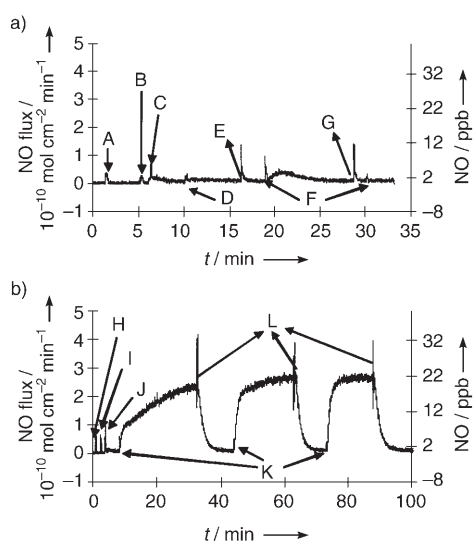 a)
5
4
3
2
1
0
−1
NO flux /
10⁻¹⁰ mol cm⁻² min⁻¹
A
B
C
D
E
F
G
32
22
12
2
−8
NO / ppb
0
5
10
15
20
25
30
35
t / min
b)
5
4
3
2
1
0
−1
NO flux /
10⁻¹⁰ mol cm⁻² min⁻¹
H
I
J
K
L
32
22
12
2
−8
NO / ppb
0
20
40
60
80
100
t / min